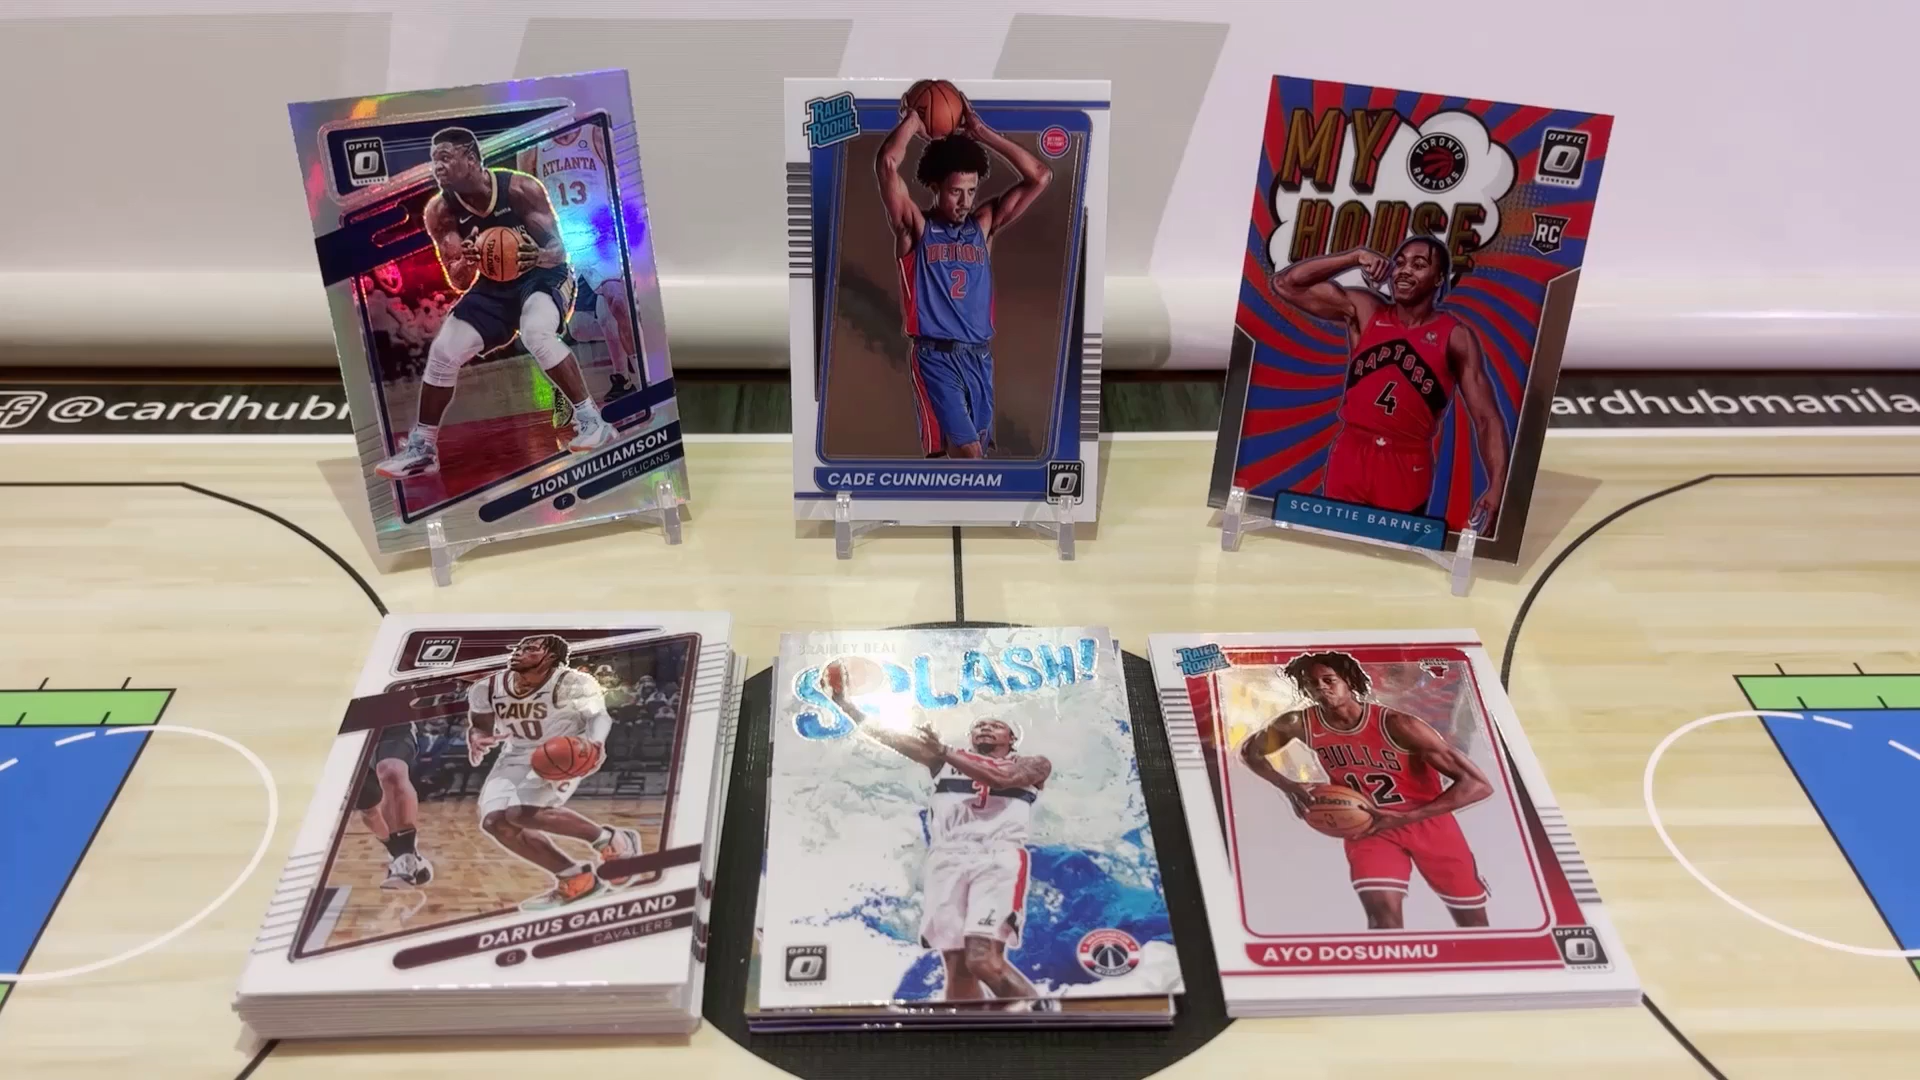 OPTIC
ATLANTA
13
ZION WILLIAMSON
F
PELICANS
RATED
ROOKIE
DETROIT
2
CADE CUNNINGHAM
OPTIC
MY
HOUSE
TORONTO
RAPTORS
OPTIC
RC
RAPTORS
4
SCOTTIE BARNES
@cardhubm
ardhubmanila
OPTIC
CAVS
10
DARIUS GARLAND
G
CAVALIERS
BRADLEY BEAL
SPLASH!
3
OPTIC
WIZARDS
RATED
ROOKIE
BULLS
12
AYO DOSUNMU
OPTIC